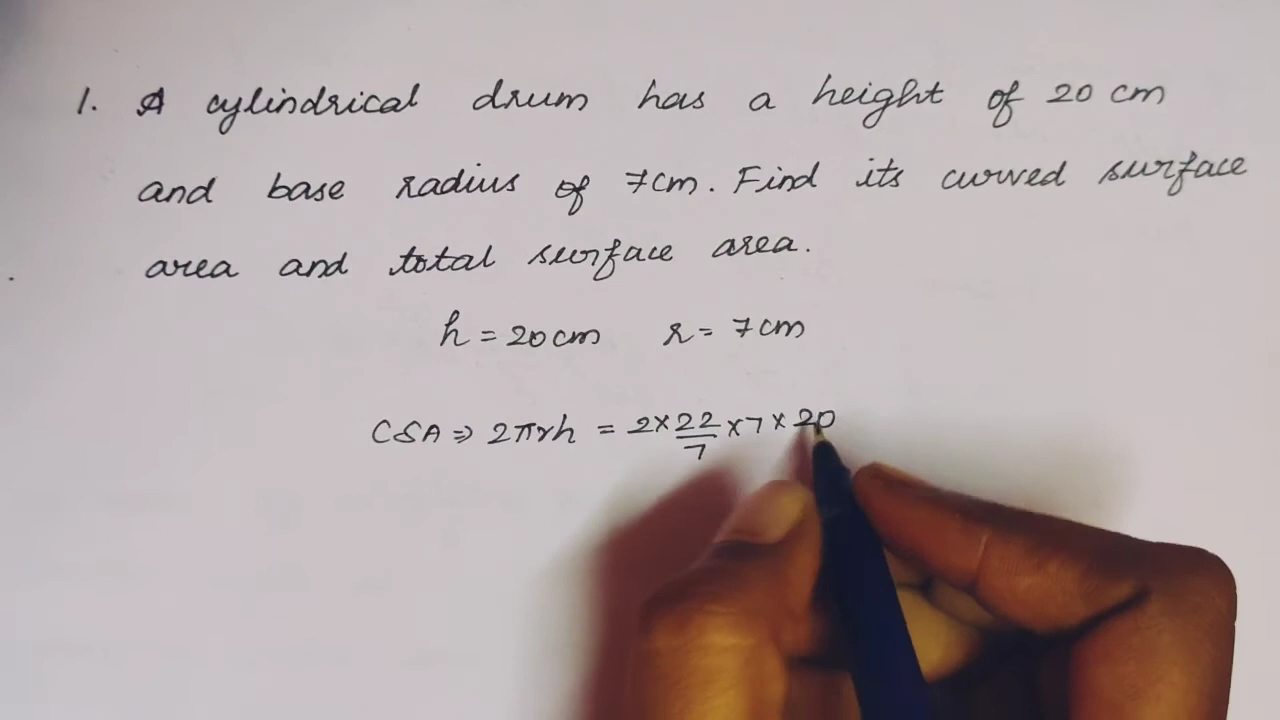 1. A cylindrical drum has a height of 20 cm
and base radius of 7cm. Find its curved surface
area and total surface area.
h = 20cm r = 7cm
CSA ⇒ 2πrh = 2×22/7×7×20